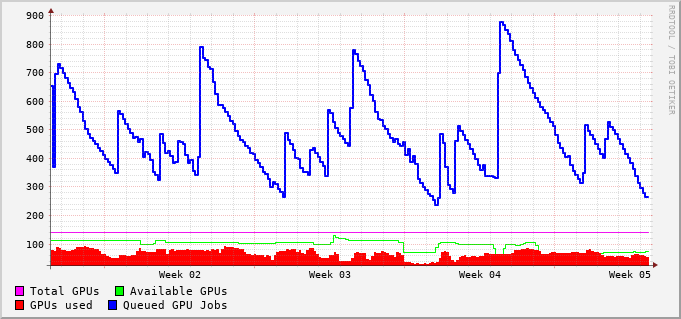 900
800
700
600
500
400
300
200
100
Week 02 Week 03 Week 04 Week 05
Total GPUs Available GPUs
GPUs used Queued GPU Jobs
RRDTOOL / TOBI OETIKER